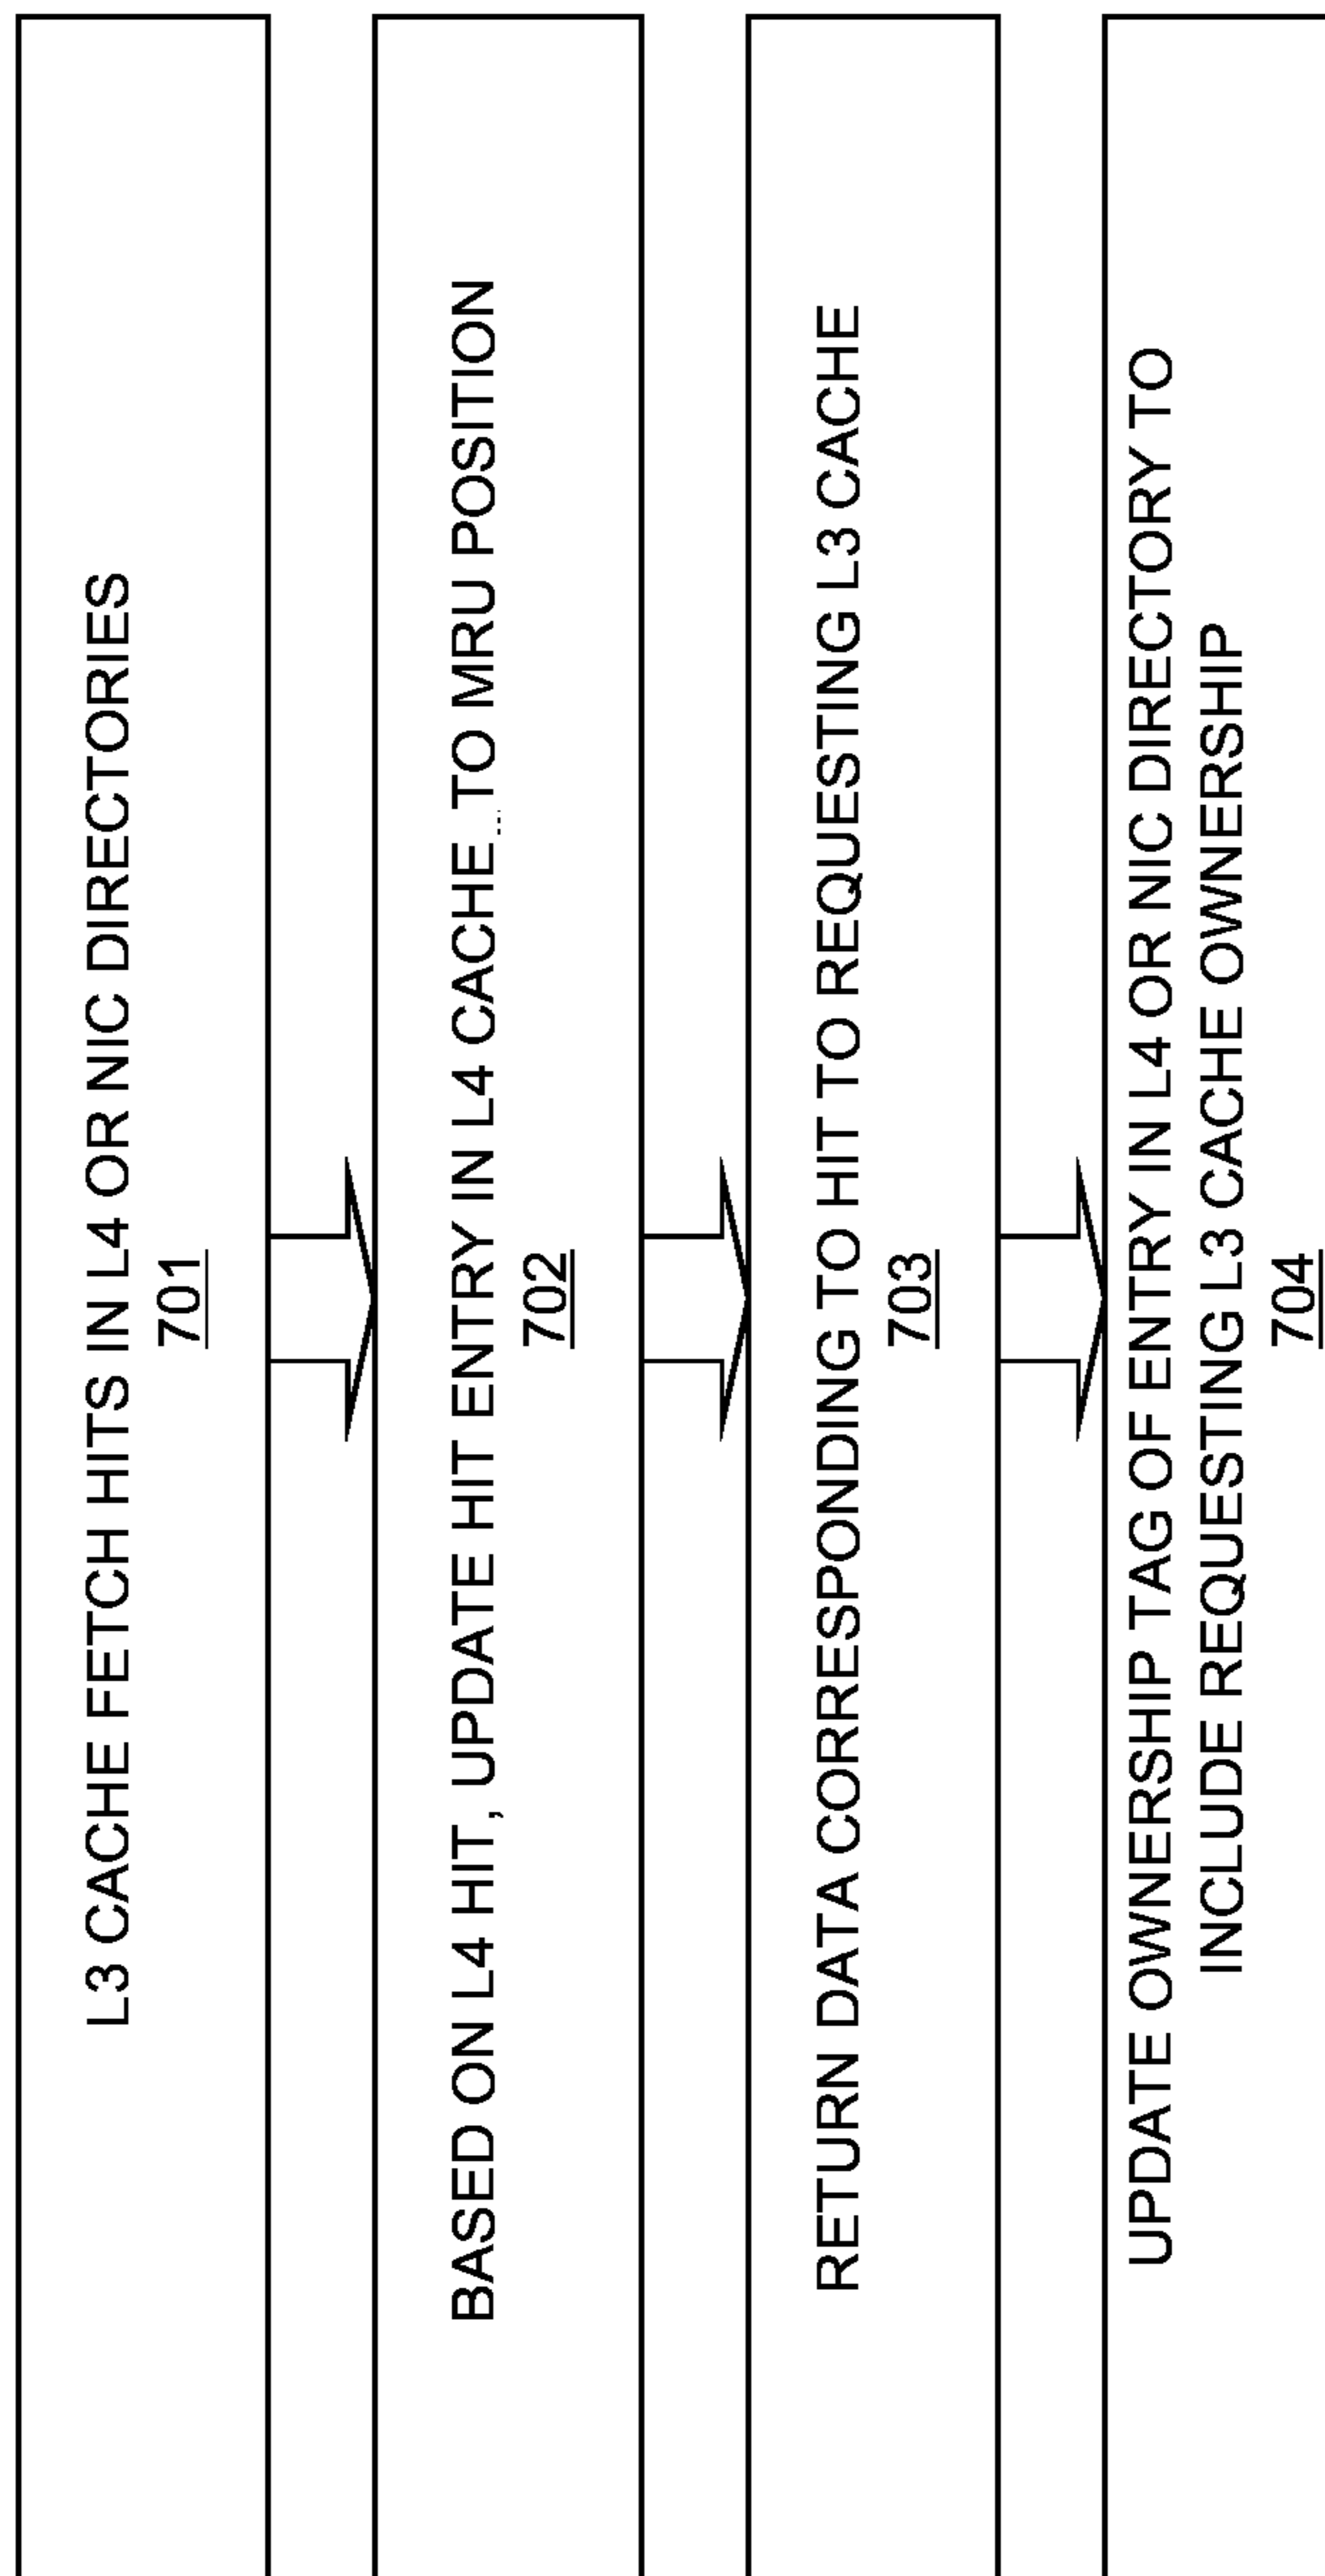 L3 CACHE FETCH HITS IN L4 OR NIC DIRECTORIES
701
BASED ON L4 HIT, UPDATE HIT ENTRY IN L4 CACHE TO MRU POSITION
702
RETURN DATA CORRESPONDING TO HIT TO REQUESTING L3 CACHE
703
UPDATE OWNERSHIP TAG OF ENTRY IN L4 OR NIC DIRECTORY TO
INCLUDE REQUESTING L3 CACHE OWNERSHIP
704